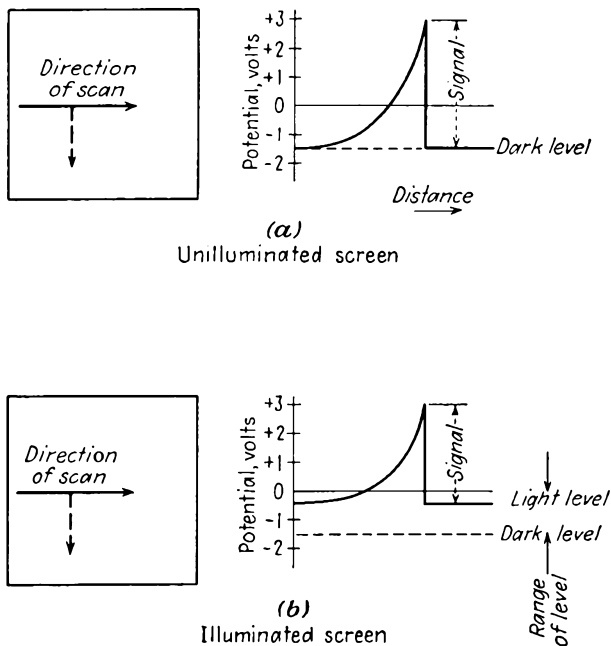 Direction
of scan
Potential, volts
+3
+2
+1
0
-1
-2
Signal
Dark level
Distance
(a)
Unilluminated screen
Direction
of scan
Potential, volts
+3
+2
+1
0
-1
-2
Signal
Light level
Dark level
Range
of level
(b)
Illuminated screen